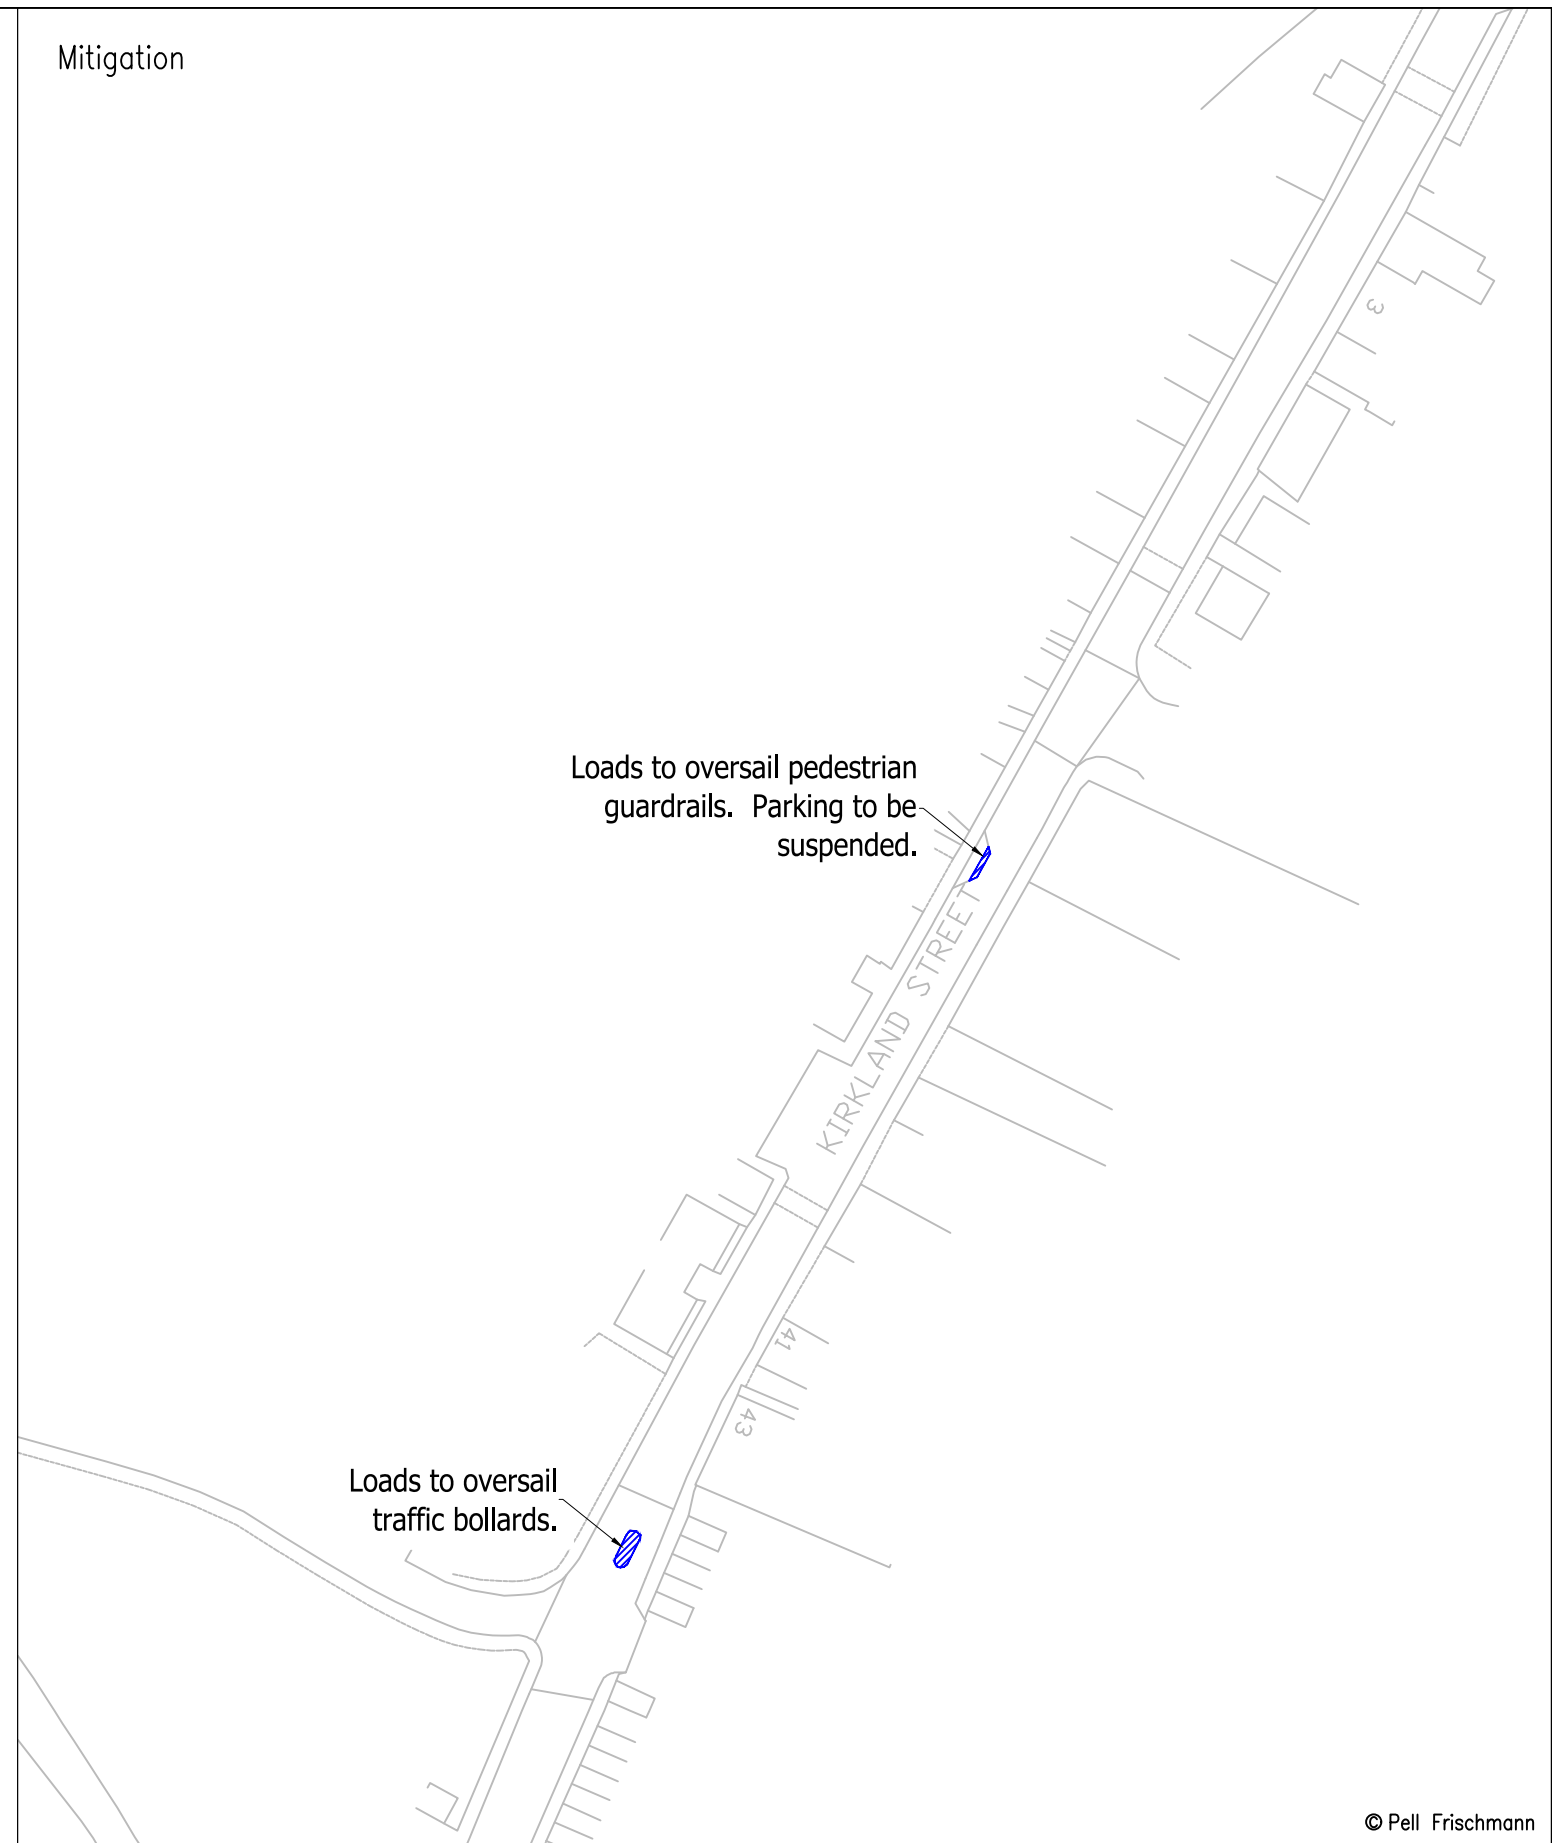 Mitigation
3
Loads to oversail pedestrian
guardrails. Parking to be
suspended.
KIRKLAND STREET
41
43
Loads to oversail
traffic bollards.
© Pell Frischmann